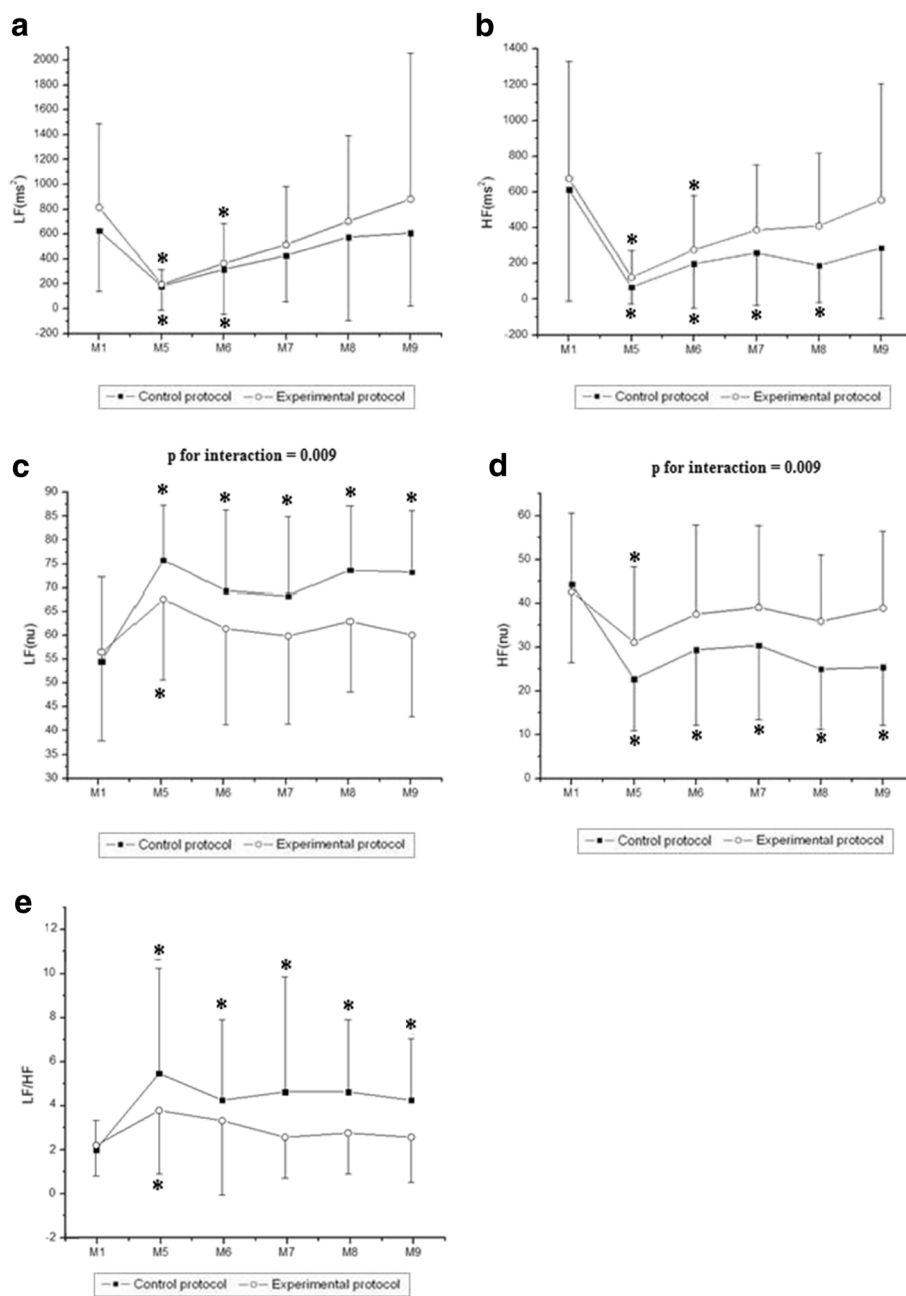 a
2000
1800
1600
1400
1200
1000
800
600
400
200
0
-200
LF(ms²)
* * * *
M1 M5 M6 M7 M8 M9
Control protocol Experimental protocol
b
1400
1200
1000
800
600
400
200
0
-200
HF(ms²)
* * * * * *
M1 M5 M6 M7 M8 M9
Control protocol Experimental protocol
c
p for interaction = 0.009
90
85
80
75
70
65
60
55
50
45
40
35
30
LF(nu)
* * * * * *
M1 M5 M6 M7 M8 M9
Control protocol Experimental protocol
d
p for interaction = 0.009
60
50
40
30
20
10
0
HF(nu)
* * * * * *
M1 M5 M6 M7 M8 M9
Control protocol Experimental protocol
e
12
10
8
6
4
2
0
-2
LF/HF
* * * * * *
M1 M5 M6 M7 M8 M9
Control protocol Experimental protocol